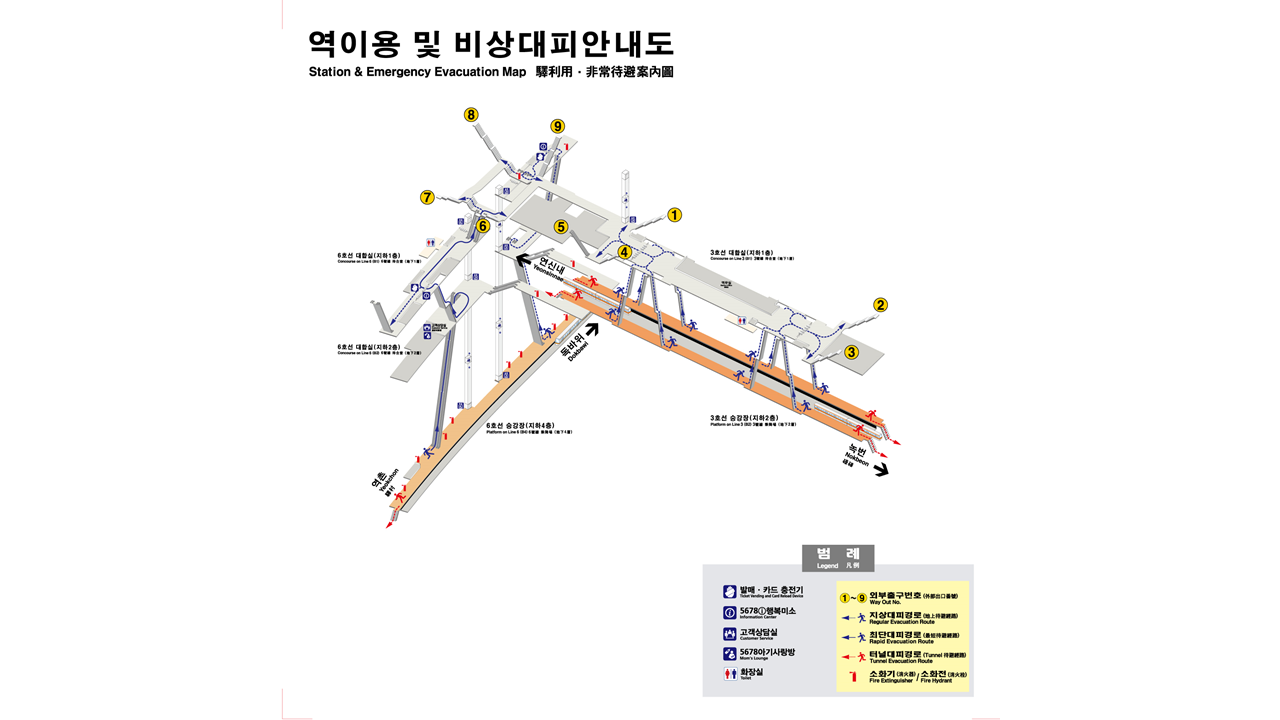 역이용 및 비상대피안내도
Station & Emergency Evacuation Map 驛利用 · 非常待避案內圖
8
9
7
6
5
1
4
2
3
6호선 대합실(지하1층)
3호선 대합실(지하1층)
연신내
Yeonsinnae
6호선 대합실(지하2층)
독바위
Dokbawi
6호선 승강장(지하4층)
3호선 승강장(지하2층)
역촌
Yeokchon
녹번
Nokbeon
범 례
Legend 凡 例
발매 · 카드 충전기
Ticket Vending and Card Reload Device
5678ⓘ행복미소
Information Center
고객상담실
Customer Service
5678아기사랑방
Mom's Lounge
화장실
Toilet
1~9 외부출구번호 (外部出口番號)
Way Out No.
지상대피경로 (地上待避經路)
Regular Evacuation Route
최단대피경로 (最短待避經路)
Rapid Evacuation Route
터널대피경로 (Tunnel 待避經路)
Tunnel Evacuation Route
소화기 (消火器) / 소화전 (消火栓)
Fire Extinguisher / Fire Hydrant